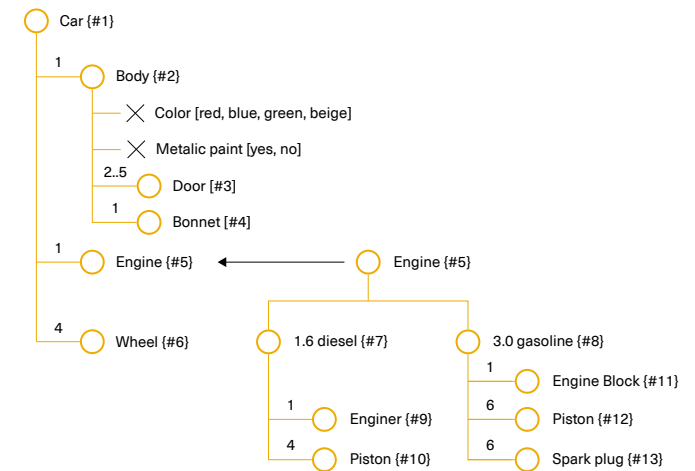 Car {#1}
1
Body {#2}
Color [red, blue, green, beige]
Metalic paint [yes, no]
2..5
Door [#3]
1
Bonnet [#4]
1
Engine {#5}
Engine {#5}
4
Wheel {#6}
1.6 diesel {#7}
3.0 gasoline {#8}
1
Engine Block {#11}
1
Enginer {#9}
6
Piston {#12}
4
Piston {#10}
6
Spark plug {#13}